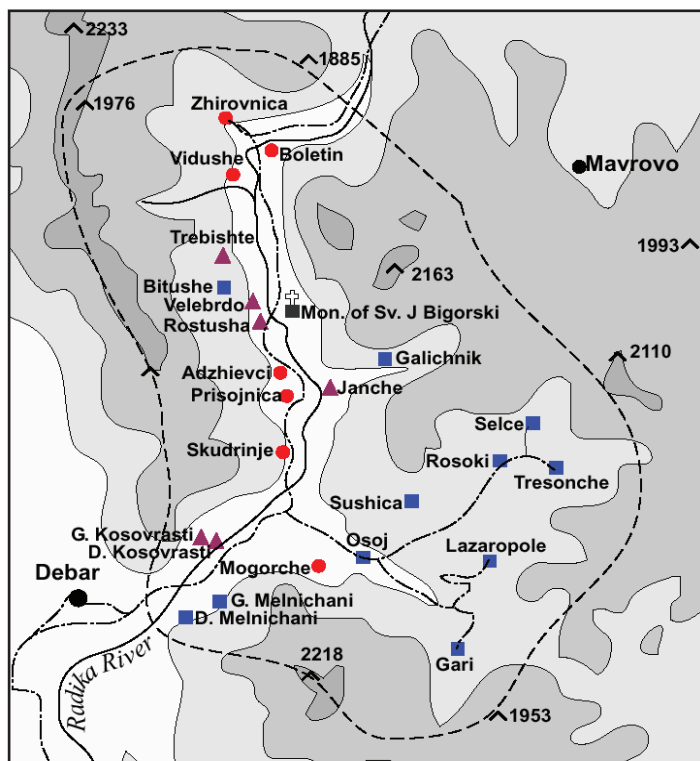 2233
1885
1976
Zhirovnica
Boletin
Vidushe
Mavrovo
Trebishte
1993
2163
Bitushe
Velebrdo
Mon. of Sv. J Bigorski
Rostusha
2110
Galichnik
Adzhievci
Janche
Prisojnica
Selce
Skudrinje
Rosoki
Tresonche
Sushica
G. Kosovrasti
D. Kosovrasti
Osoj
Lazaropole
Mogorche
Debar
G. Melnichani
D. Melnichani
Radika River
2218
Gari
1953